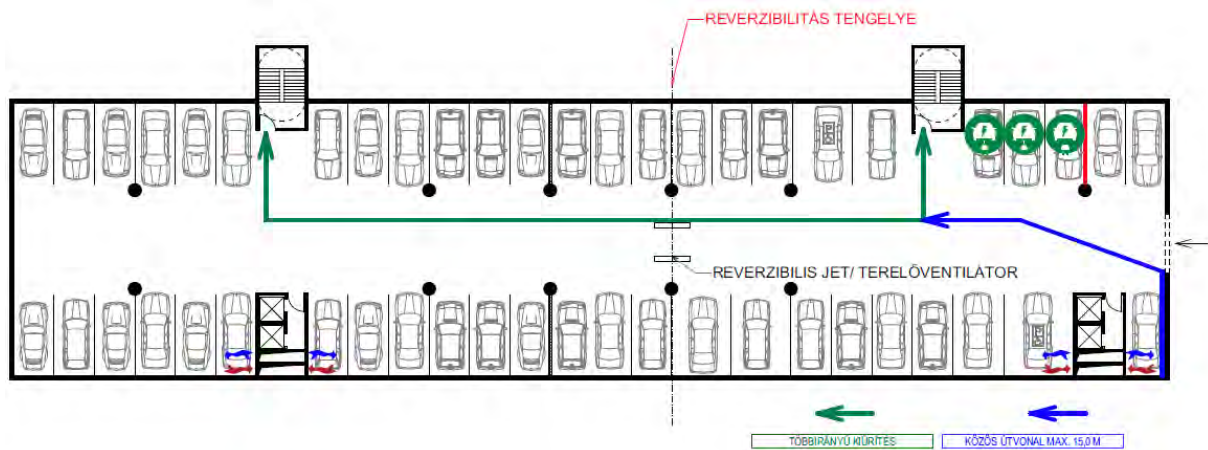 REVERZIBILITÁS TENGELYE
REVERZIBILIS JET/ TERELŐVENTILÁTOR
TÖBBIRÁNYÚ KIÜRÍTÉS
KÖZÖS ÚTVONAL MAX. 15,0 M